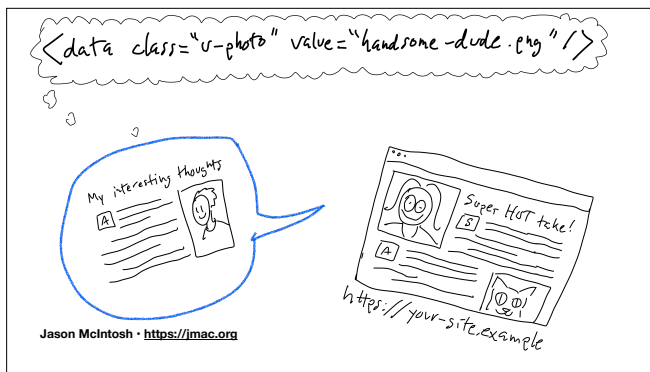 <data class="u-photo" value="handsome-dude.png"/>
My interesting thoughts
A
Super HOT take!
S
A
https://your-site.example
Jason McIntosh • https://jmac.org